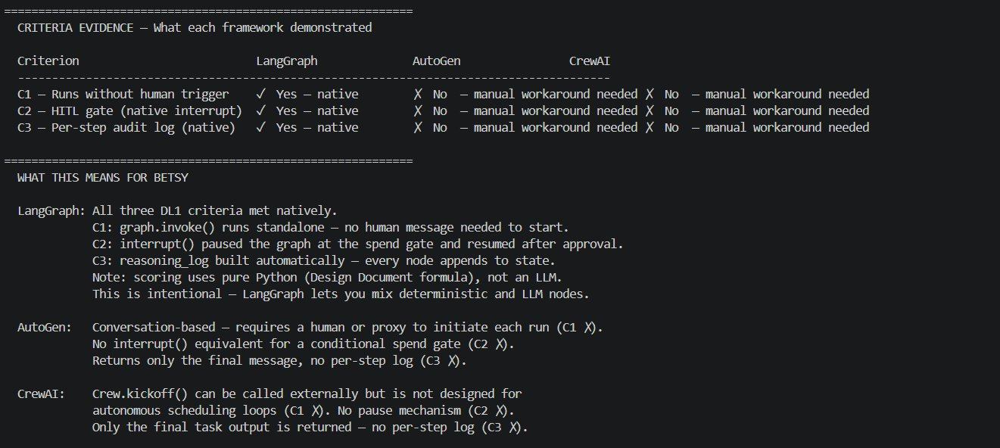 ============================================================
CRITERIA EVIDENCE — What each framework demonstrated
Criterion LangGraph AutoGen CrewAI
---------------------------------------------------------------------------------------
C1 — Runs without human trigger ✓ Yes — native ✗ No — manual workaround needed ✗ No — manual workaround needed
C2 — HITL gate (native interrupt) ✓ Yes — native ✗ No — manual workaround needed ✗ No — manual workaround needed
C3 — Per-step audit log (native) ✓ Yes — native ✗ No — manual workaround needed ✗ No — manual workaround needed
============================================================
WHAT THIS MEANS FOR BETSY
LangGraph: All three DL1 criteria met natively.
C1: graph.invoke() runs standalone — no human message needed to start.
C2: interrupt() paused the graph at the spend gate and resumed after approval.
C3: reasoning_log built automatically — every node appends to state.
Note: scoring uses pure Python (Design Document formula), not an LLM.
This is intentional — LangGraph lets you mix deterministic and LLM nodes.
AutoGen: Conversation-based — requires a human or proxy to initiate each run (C1 ✗).
No interrupt() equivalent for a conditional spend gate (C2 ✗).
Returns only the final message, no per-step log (C3 ✗).
CrewAI: Crew.kickoff() can be called externally but is not designed for
autonomous scheduling loops (C1 ✗). No pause mechanism (C2 ✗).
Only the final task output is returned — no per-step log (C3 ✗).